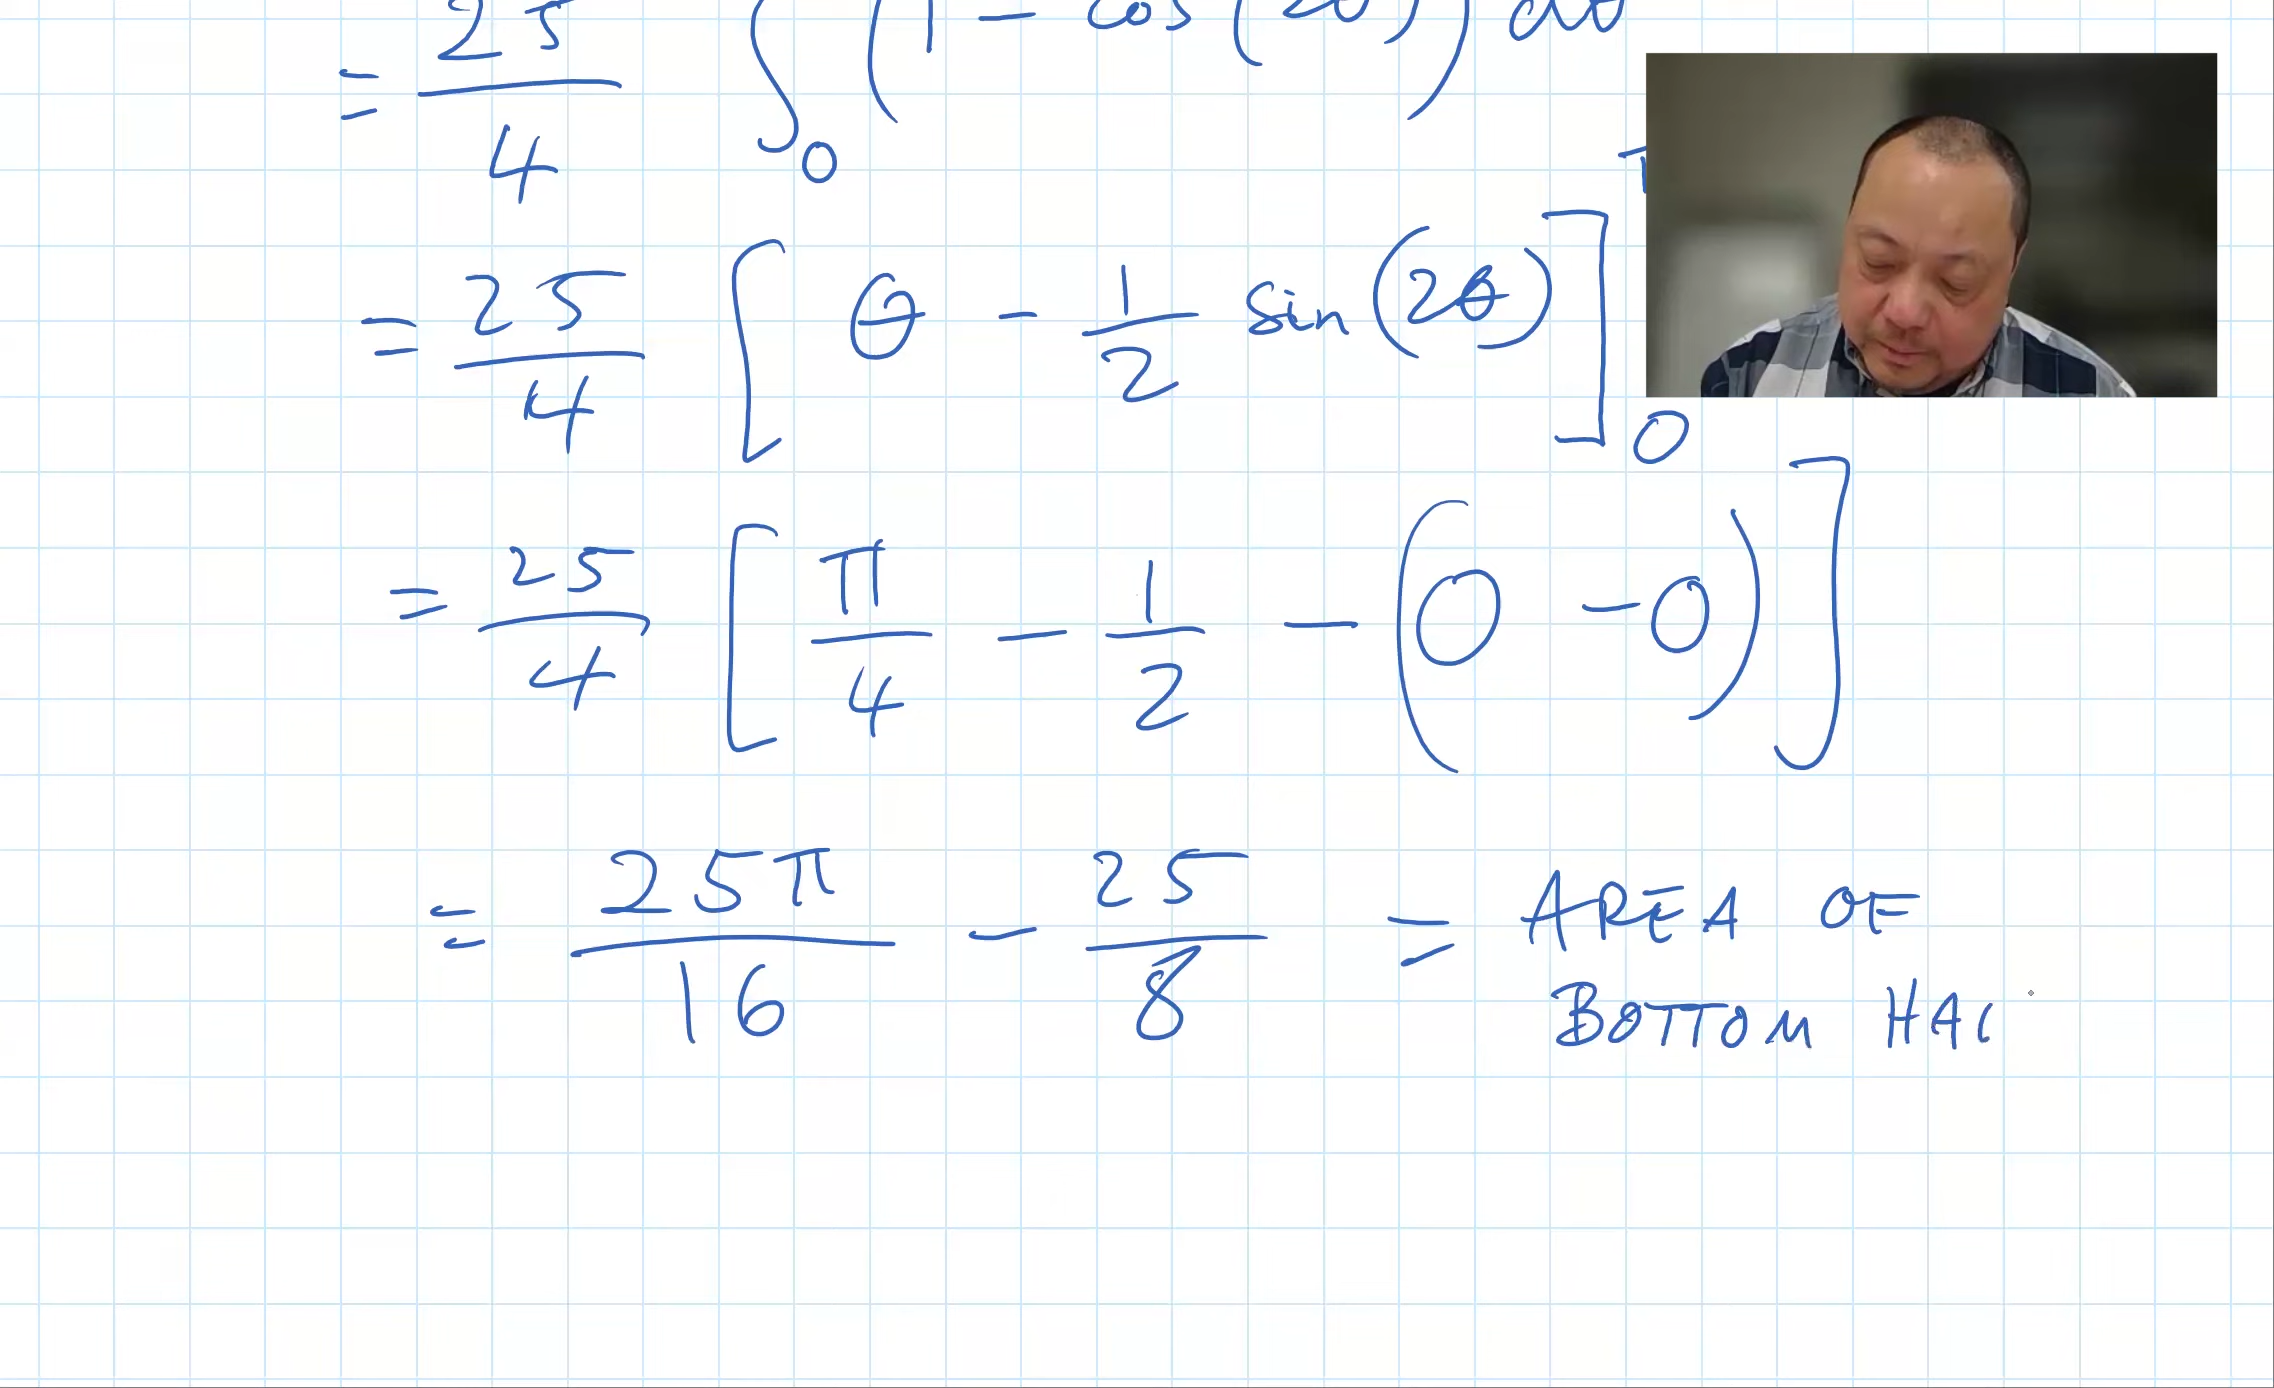 = 25/4 ∫₀ (1 - cos(2θ)) dθ
= 25/4 [ θ - 1/2 sin(2θ) ]₀
= 25/4 [ π/4 - 1/2 - (0 - 0) ]
= 25π/16 - 25/8 = AREA OF
BOTTOM HAL